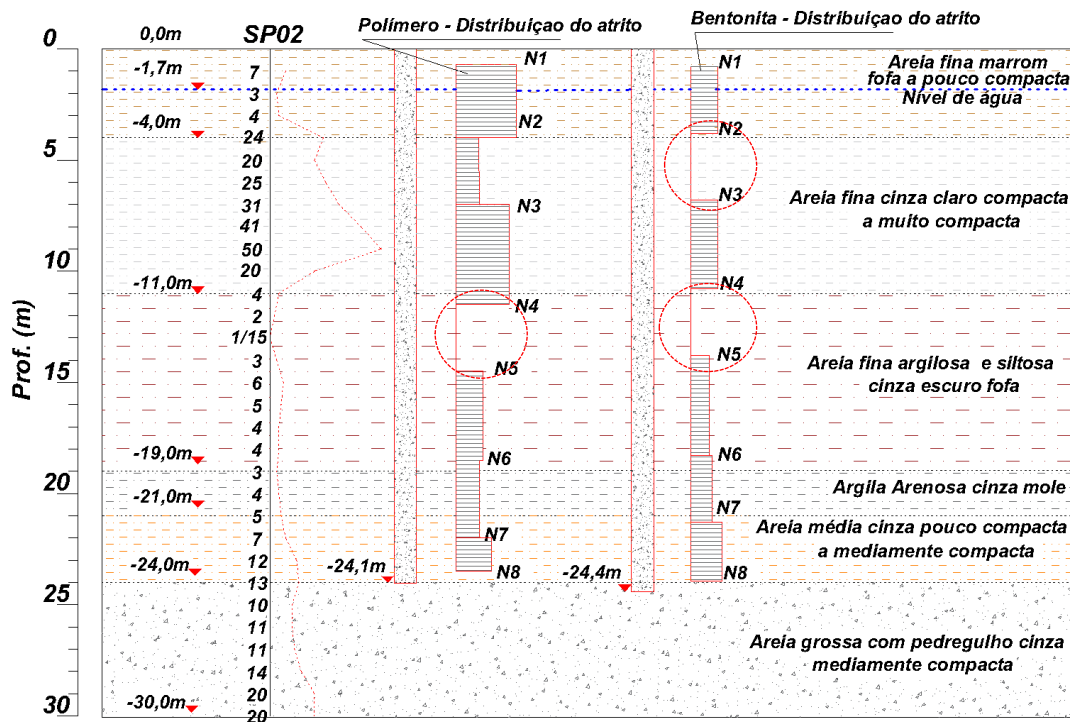 0
0,0m
SP02
Polímero - Distribuiçao do atrito
Bentonita - Distribuiçao do atrito
N1
N1
Areia fina marrom
fofa a pouco compacta
-1,7m
7
3
Nível de água
-4,0m
4
N2
N2
24
5
20
25
31
N3
N3
Areia fina cinza claro compacta
a muito compacta
41
50
10
20
-11,0m
4
N4
N4
2
1/15
3
N5
N5
Areia fina argilosa e siltosa
cinza escuro fofa
15
6
5
4
-19,0m
4
N6
N6
20
3
-21,0m
4
N7
Argila Arenosa cinza mole
5
7
N7
Areia média cinza pouco compacta
a mediamente compacta
-24,0m
12
-24,1m
-24,4m
N8
N8
13
25
10
11
11
Areia grossa com pedregulho cinza
mediamente compacta
14
-30,0m
20
30
20
Prof. (m)